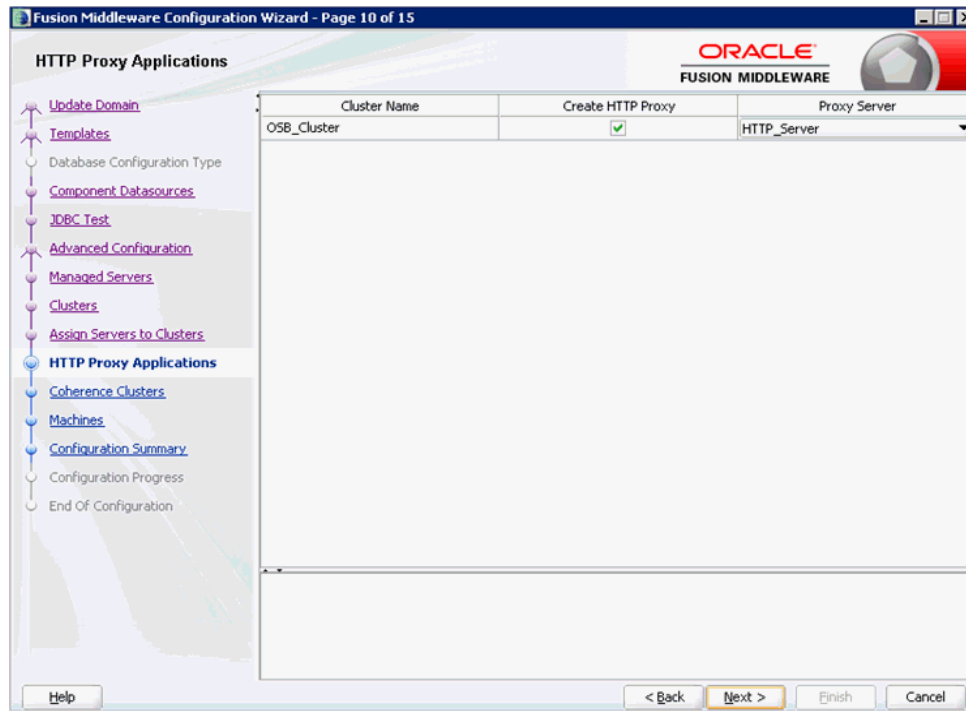 Fusion Middleware Configuration Wizard - Page 10 of 15
HTTP Proxy Applications
ORACLE
FUSION MIDDLEWARE
Update Domain
Templates
Database Configuration Type
Component Datasources
JDBC Test
Advanced Configuration
Managed Servers
Clusters
Assign Servers to Clusters
HTTP Proxy Applications
Coherence Clusters
Machines
Configuration Summary
Configuration Progress
End Of Configuration
Cluster Name Create HTTP Proxy Proxy Server
OSB_Cluster HTTP_Server
Help < Back Next > Finish Cancel